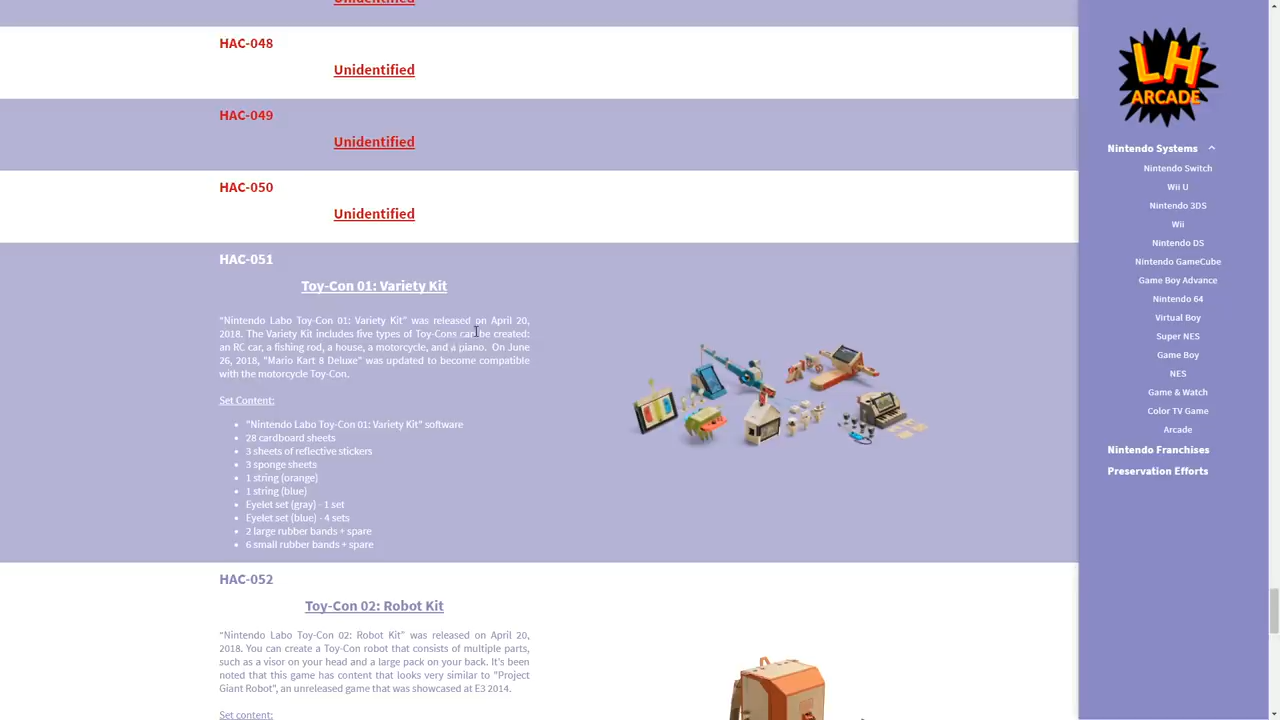 Unidentified
HAC-048
Unidentified
HAC-049
Unidentified
HAC-050
Unidentified
HAC-051
Toy-Con 01: Variety Kit
"Nintendo Labo Toy-Con 01: Variety Kit" was released on April 20,
2018. The Variety Kit includes five types of Toy-Cons can be created:
an RC car, a fishing rod, a house, a motorcycle, and a piano. On June
26, 2018, "Mario Kart 8 Deluxe" was updated to become compatible
with the motorcycle Toy-Con.
Set Content:
"Nintendo Labo Toy-Con 01: Variety Kit" software
28 cardboard sheets
3 sheets of reflective stickers
3 sponge sheets
1 string (orange)
1 string (blue)
Eyelet set (gray) - 1 set
Eyelet set (blue) - 4 sets
2 large rubber bands + spare
6 small rubber bands + spare
HAC-052
Toy-Con 02: Robot Kit
"Nintendo Labo Toy-Con 02: Robot Kit" was released on April 20,
2018. You can create a Toy-Con robot that consists of multiple parts,
such as a visor on your head and a large pack on your back. It's been
noted that this game has content that looks very similar to "Project
Giant Robot", an unreleased game that was showcased at E3 2014.
Set content:
LH
ARCADE
Nintendo Systems
Nintendo Switch
Wii U
Nintendo 3DS
Wii
Nintendo DS
Nintendo GameCube
Game Boy Advance
Nintendo 64
Virtual Boy
Super NES
Game Boy
NES
Game & Watch
Color TV Game
Arcade
Nintendo Franchises
Preservation Efforts